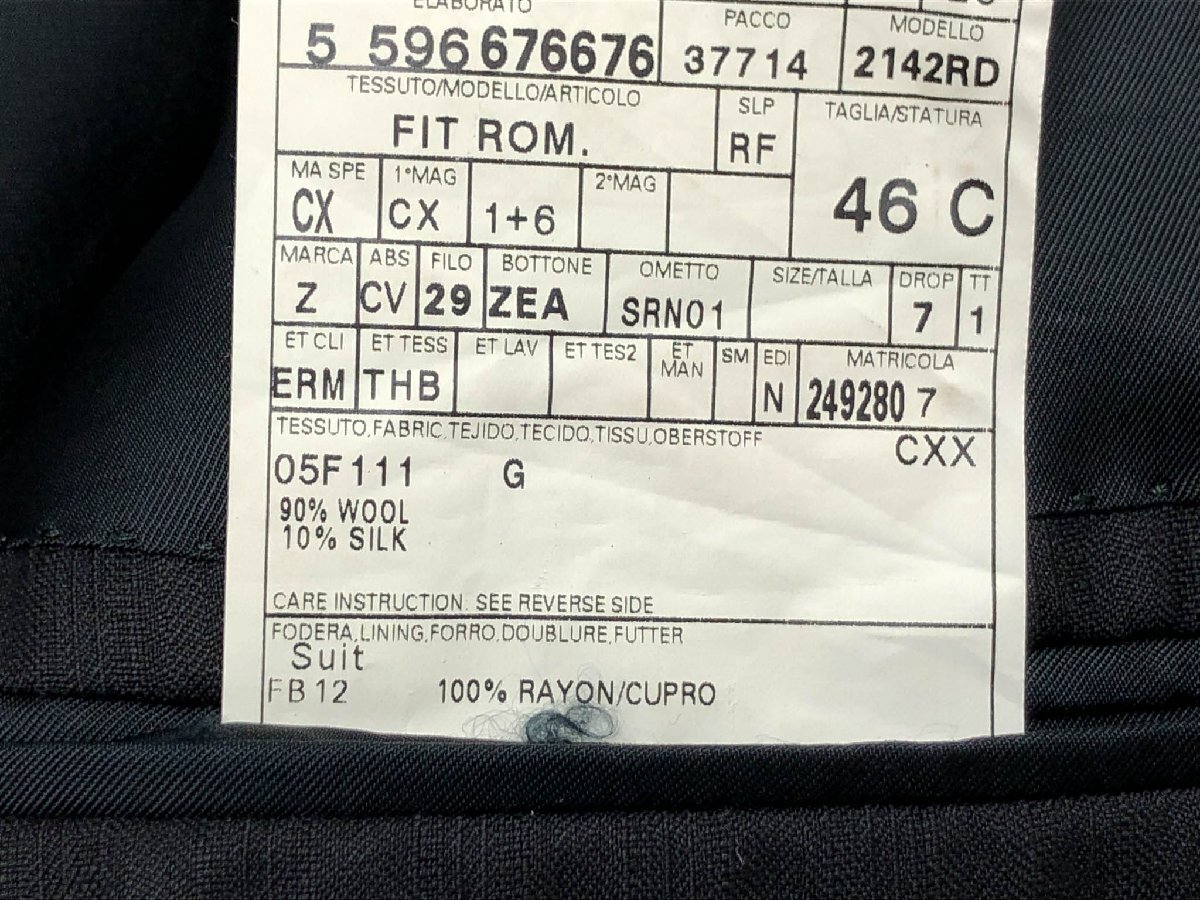 ELABORATO PACCO MODELLO
5 596 676676 37714 2142RD
TESSUTO/MODELLO/ARTICOLO SLP TAGLIA/STATURA
FIT ROM. RF
46 C
MA SPE 1°MAG 2°MAG
CX CX 1+6
MARCA ABS FILO BOTTONE OMETTO SIZE/TALLA DROP TT
Z CV 29 ZEA SRN01 7 1
ET CLI ET TESS ET LAV ET TES2 ET MAN SM EDI MATRICOLA
ERM THB N 249280 7
TESSUTO,FABRIC,TEJIDO,TECIDO,TISSU,OBERSTOFF
CXX
05F111 G
90% WOOL
10% SILK
CARE INSTRUCTION: SEE REVERSE SIDE
FODERA,LINING,FORRO,DOUBLURE,FUTTER
Suit
FB12 100% RAYON/CUPRO